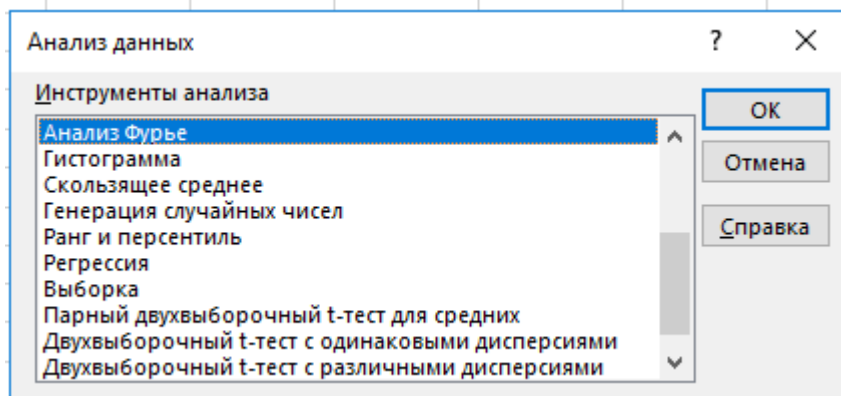 Анализ данных ?
Инструменты анализа
Анализ Фурье
Гистограмма
Скользящее среднее
Генерация случайных чисел
Ранг и персентиль
Регрессия
Выборка
Парный двухвыборочный t-тест для средних
Двухвыборочный t-тест с одинаковыми дисперсиями
Двухвыборочный t-тест с различными дисперсиями
ОК
Отмена
Справка